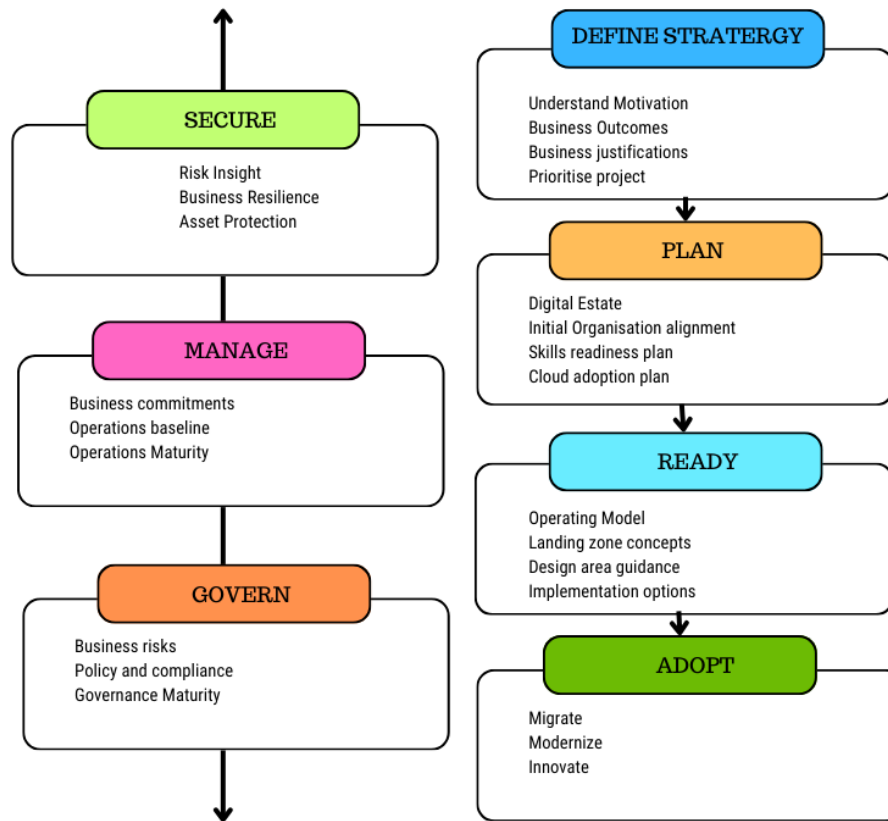 SECURE
Risk Insight
Business Resilience
Asset Protection
MANAGE
Business commitments
Operations baseline
Operations Maturity
GOVERN
Business risks
Policy and compliance
Governance Maturity
DEFINE STRATERGY
Understand Motivation
Business Outcomes
Business justifications
Prioritise project
PLAN
Digital Estate
Initial Organisation alignment
Skills readiness plan
Cloud adoption plan
READY
Operating Model
Landing zone concepts
Design area guidance
Implementation options
ADOPT
Migrate
Modernize
Innovate